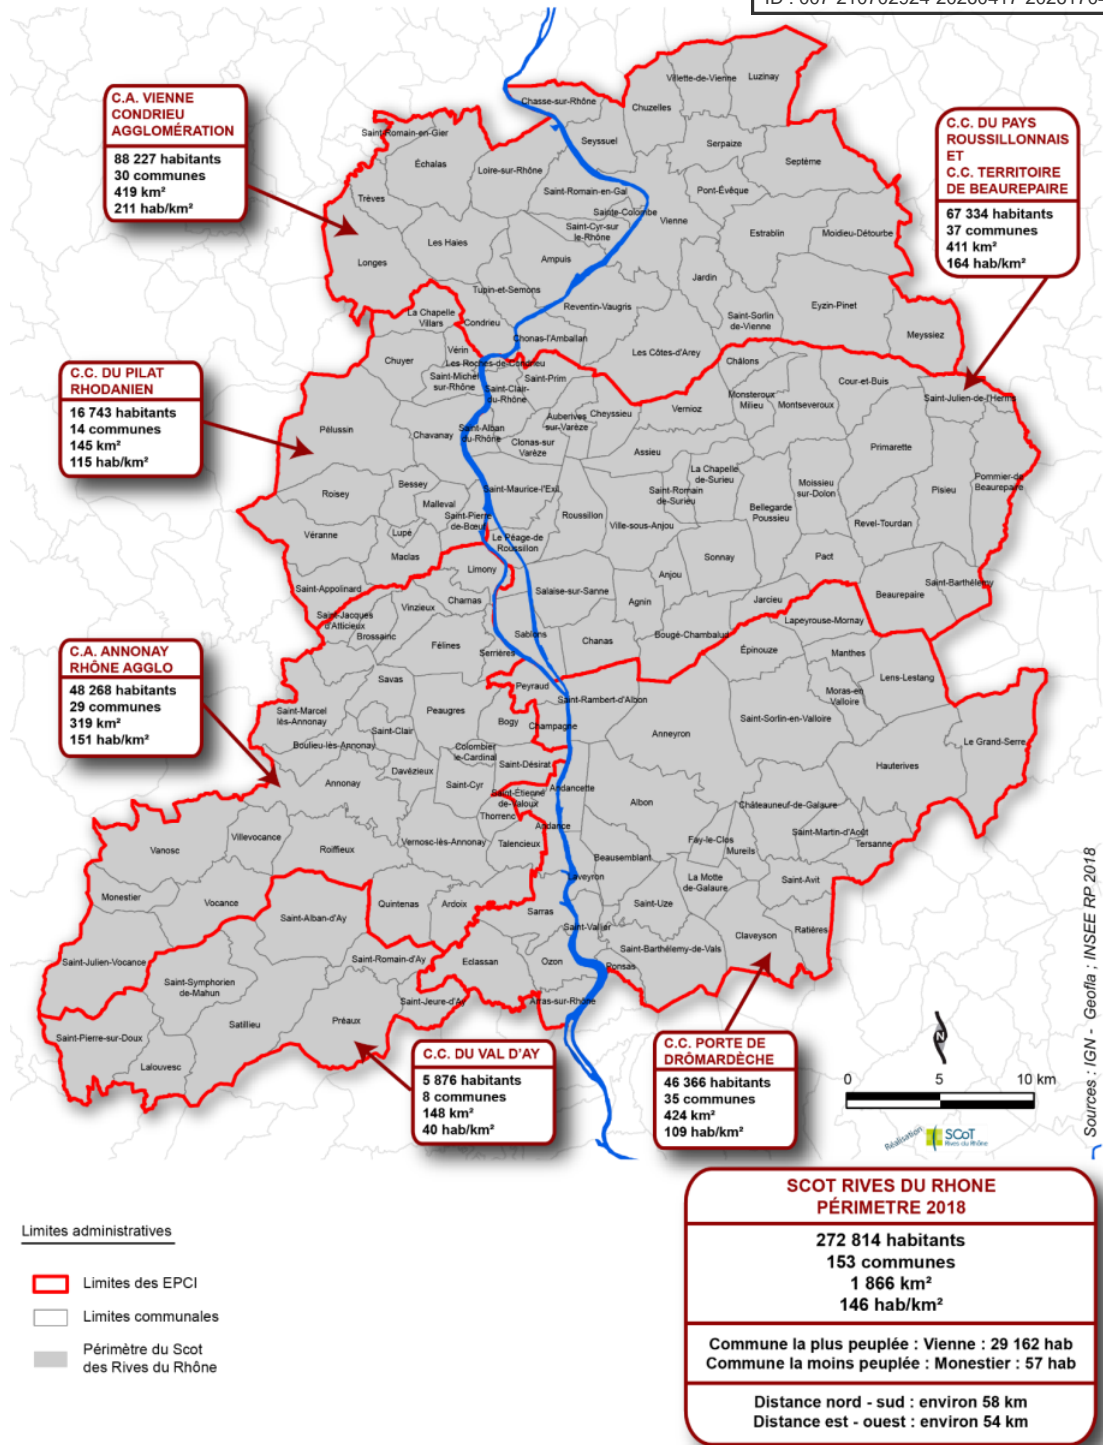 C.A. VIENNE
CONDRIEU
AGGLOMÉRATION
88 227 habitants
30 communes
419 km²
211 hab/km²
C.C. DU PAYS
ROUSSILLONNAIS
ET
C.C. TERRITOIRE
DE BEAUREPAIRE
67 334 habitants
37 communes
411 km²
164 hab/km²
C.C. DU PILAT
RHODANIEN
16 743 habitants
14 communes
145 km²
115 hab/km²
C.A. ANNONAY
RHÔNE AGGLO
48 268 habitants
29 communes
319 km²
151 hab/km²
C.C. DU VAL D'AY
5 876 habitants
8 communes
148 km²
40 hab/km²
C.C. PORTE DE
DRÔMARDÈCHE
46 366 habitants
35 communes
424 km²
109 hab/km²
Villette-de-Vienne
Luzinay
Chasse-sur-Rhône
Chuzelles
Saint-Romain-en-Gier
Seyssuel
Serpaize
Échalas
Loire-sur-Rhône
Septème
Trèves
Saint-Romain-en-Gal
Pont-Évêque
Sainte-Colombe
Vienne
Saint-Cyr-sur
le-Rhône
Estrablin
Moidieu-Détourbe
Les Haies
Ampuis
Longes
Jardin
Tupin-et-Semons
Reventin-Vaugris
Eyzin-Pinet
La Chapelle
Villars
Condrieu
Saint-Sorlin
de-Vienne
Chonas-l'Amballan
Meyssiez
Vérin
Les Côtes-d'Arey
Chuyer
Les Roches-de-Condrieu
Châlons
Saint-Michel
sur-Rhône
Saint-Prim
Saint-Clair
du-Rhône
Cour-et-Buis
Monsteroux
Milieu
Montseveroux
Saint-Julien-de-l'Herms
Vernioz
Cheyssieu
Auberives
sur-Varèze
Pélussin
Chavanay
Saint-Alban
du-Rhône
Clonas-sur
Varèze
Assieu
Primarette
La Chapelle
de-Surieu
Pommier-de
Beaurepaire
Moissieu
sur-Dolon
Pisieu
Bessey
Roisey
Malleval
Saint-Maurice-l'Exil
Saint-Romain
de-Surieu
Bellegarde
Poussieu
Roussillon
Ville-sous-Anjou
Revel-Tourdan
Saint-Pierre
de-Bœuf
Véranne
Lupé
Le Péage-de
Roussillon
Maclas
Sonnay
Pact
Limony
Anjou
Saint-Appolinard
Salaise-sur-Sanne
Saint-Barthélemy
Beaurepaire
Charnas
Agnin
Jarcieu
Vinzieux
Saint-Jacques
d'Atticieux
Brossainc
Lapeyrouse-Mornay
Sablons
Chanas
Bougé-Chambalud
Félines
Serrières
Épinouze
Manthes
Savas
Peyraud
Lens-Lestang
Saint-Rambert-d'Albon
Moras-en
Valloire
Saint-Marcel
lès-Annonay
Peaugres
Bogy
Champagne
Saint-Sorlin-en-Valloire
Saint-Clair
Anneyron
Le Grand-Serre
Boulieu-lès-Annonay
Colombier
le-Cardinal
Saint-Désirat
Hauterives
Davézieux
Annonay
Saint-Cyr
Andancette
Saint-Étienne
de-Valoux
Albon
Châteauneuf-de-Galaure
Thorrenc
Andance
Villevocance
Vernosc-lès-Annonay
Talencieux
Fay-le-Clos
Saint-Martin-d'Août
Tersanne
Vanosc
Roiffieux
Mureils
Beausemblant
Laveyron
La Motte
de-Galaure
Saint-Avit
Monestier
Vocance
Quintenas
Ardoix
Saint-Uze
Saint-Alban-d'Ay
Sarras
Saint-Vallier
Claveyson
Ratières
Saint-Barthélemy-de-Vals
Saint-Julien-Vocance
Saint-Romain-d'Ay
Eclassan
Ozon
Ponsas
Saint-Symphorien
de-Mahun
Saint-Jeure-d'Ay
Arras-sur-Rhône
Satillieu
Préaux
Saint-Pierre-sur-Doux
Lalouvesc
N
0 5 10 km
Réalisation
SCoT
Rives du Rhône
Sources : IGN - Geofla ; INSEE RP 2018
Limites administratives
Limites des EPCI
Limites communales
Périmètre du Scot
des Rives du Rhône
SCOT RIVES DU RHONE
PÉRIMETRE 2018
272 814 habitants
153 communes
1 866 km²
146 hab/km²
Commune la plus peuplée : Vienne : 29 162 hab
Commune la moins peuplée : Monestier : 57 hab
Distance nord - sud : environ 58 km
Distance est - ouest : environ 54 km